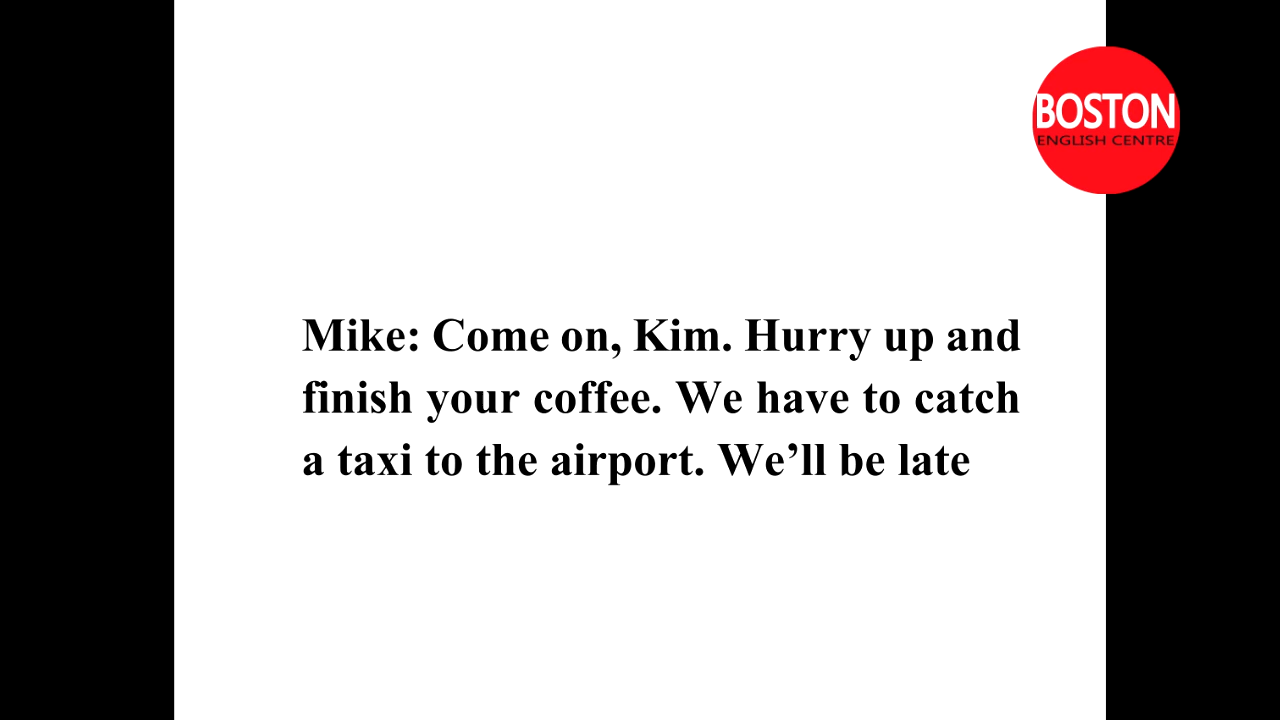 BOSTON
ENGLISH CENTRE
Mike: Come on, Kim. Hurry up and
finish your coffee. We have to catch
a taxi to the airport. We’ll be late